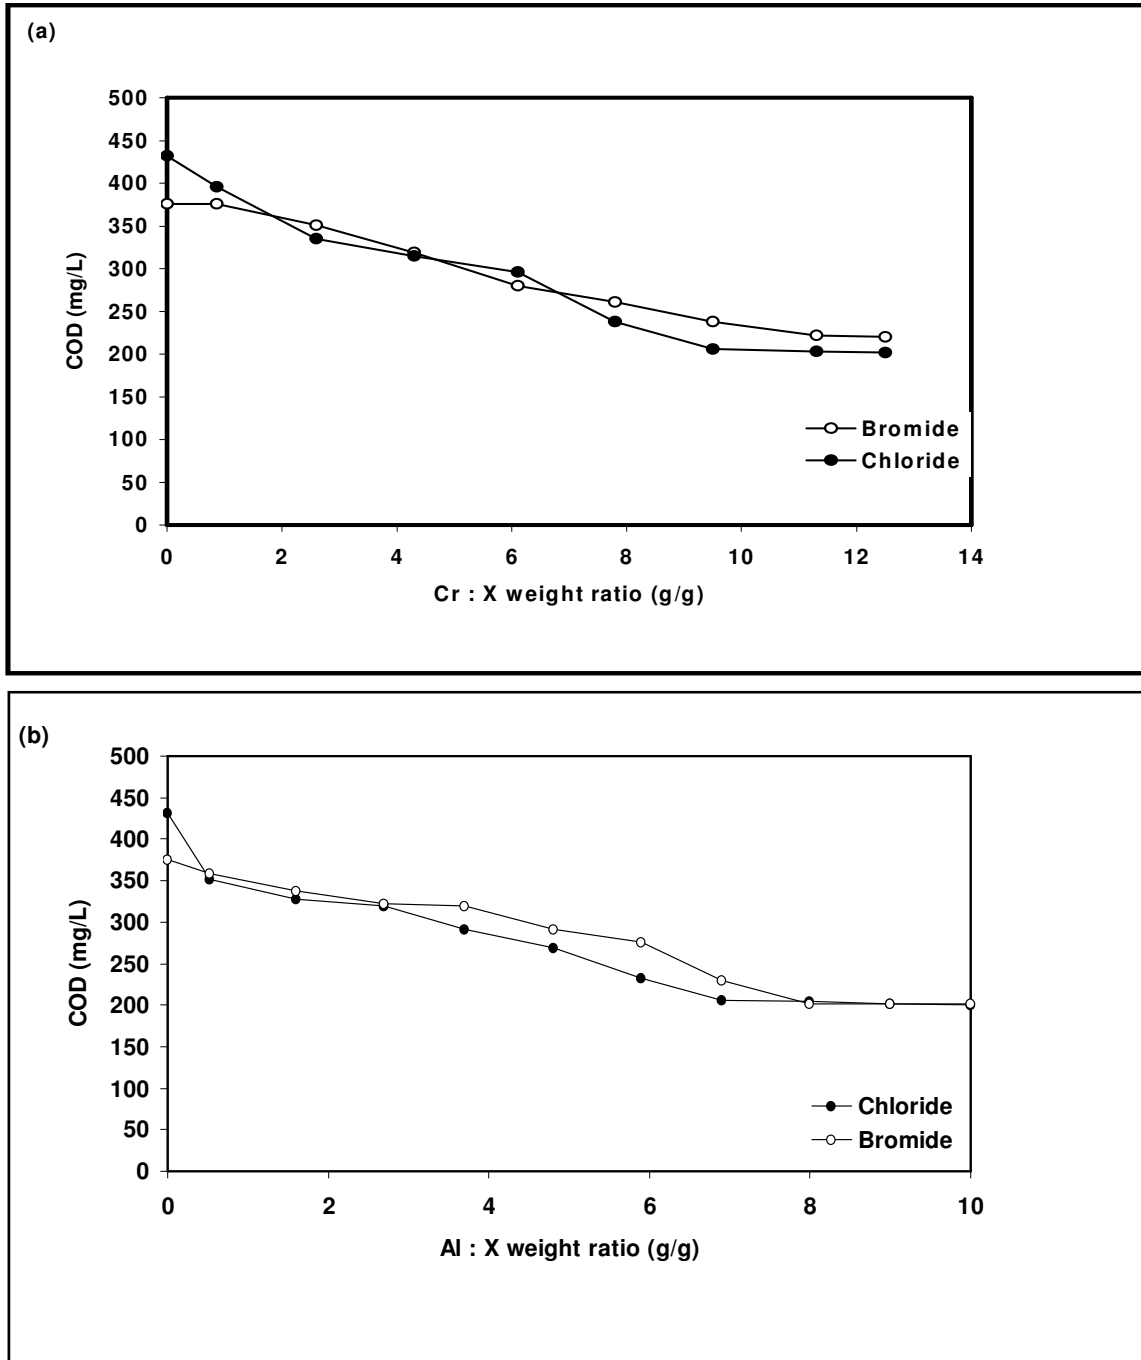 (a)
500
450
400
350
300
250
200
150
100
50
0
COD (mg/L)
Bromide
Chloride
0 2 4 6 8 10 12 14
Cr : X weight ratio (g/g)
(b)
500
450
400
350
300
250
200
150
100
50
0
COD (mg/L)
Chloride
Bromide
0 2 4 6 8 10
Al : X weight ratio (g/g)